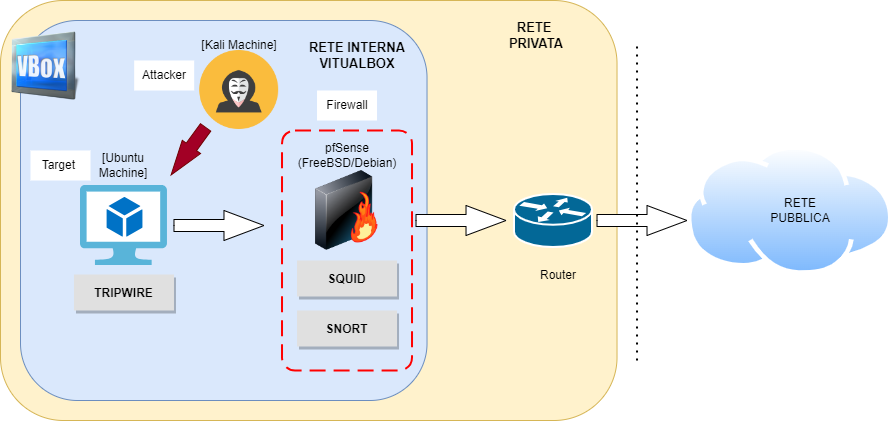 VBox
[Kali Machine]
Attacker
RETE INTERNA
VITUALBOX
RETE
PRIVATA
Firewall
pfSense
(FreeBSD/Debian)
Target
[Ubuntu
Machine]
TRIPWIRE
SQUID
SNORT
Router
RETE
PUBBLICA